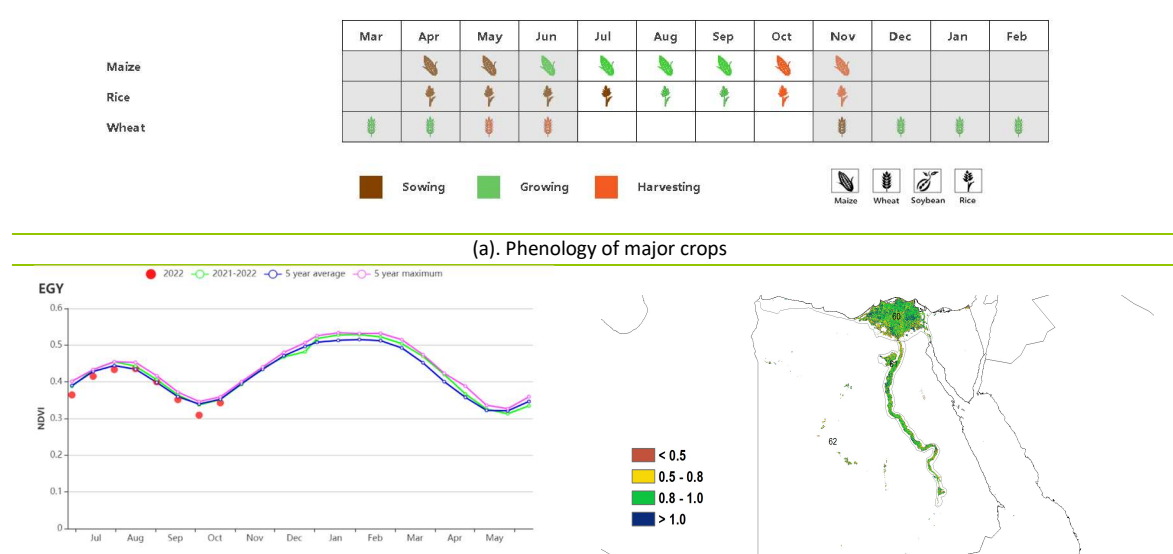 Mar Apr May Jun Jul Aug Sep Oct Nov Dec Jan Feb
Maize
Rice
Wheat
Sowing Growing Harvesting
Maize Wheat Soybean Rice
(a). Phenology of major crops
2022 2021-2022 5 year average 5 year maximum
EGY
0.6
0.5
0.4
0.3
0.2
0.1
0
NDVI
Jul Aug Sep Oct Nov Dec Jan Feb Mar Apr May
60
62
< 0.5
0.5 - 0.8
0.8 - 1.0
> 1.0